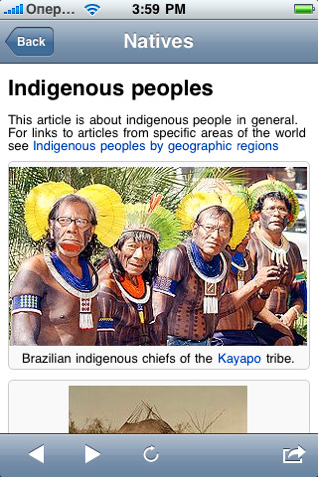 Onep... 3:59 PM
Back Natives
Indigenous peoples
This article is about indigenous people in general.
For links to articles from specific areas of the world
see Indigenous peoples by geographic regions
Brazilian indigenous chiefs of the Kayapo tribe.